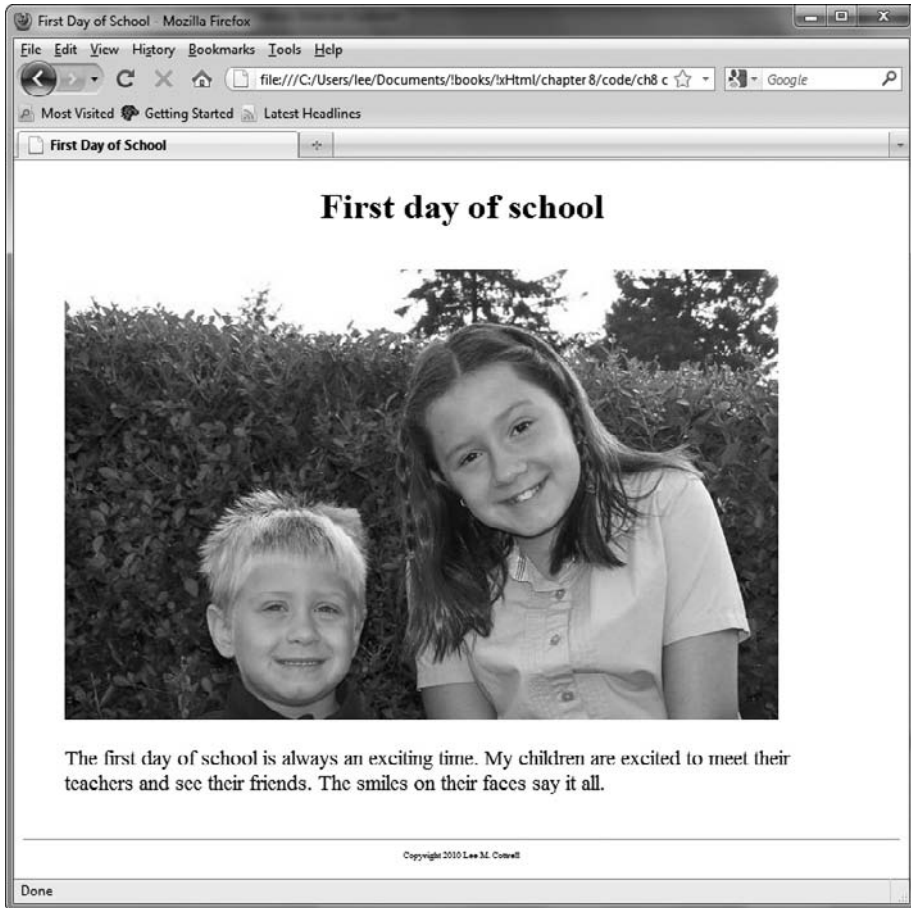 First Day of School - Mozilla Firefox
File Edit View History Bookmarks Tools Help
file:///C:/Users/lee/Documents/!books/!xHtml/chapter 8/code/ch8 c
Google
Most Visited Getting Started Latest Headlines
First Day of School
First day of school
The first day of school is always an exciting time. My children are excited to meet their
teachers and see their friends. The smiles on their faces say it all.
Copyright 2010 Lee M. Cottrell
Done